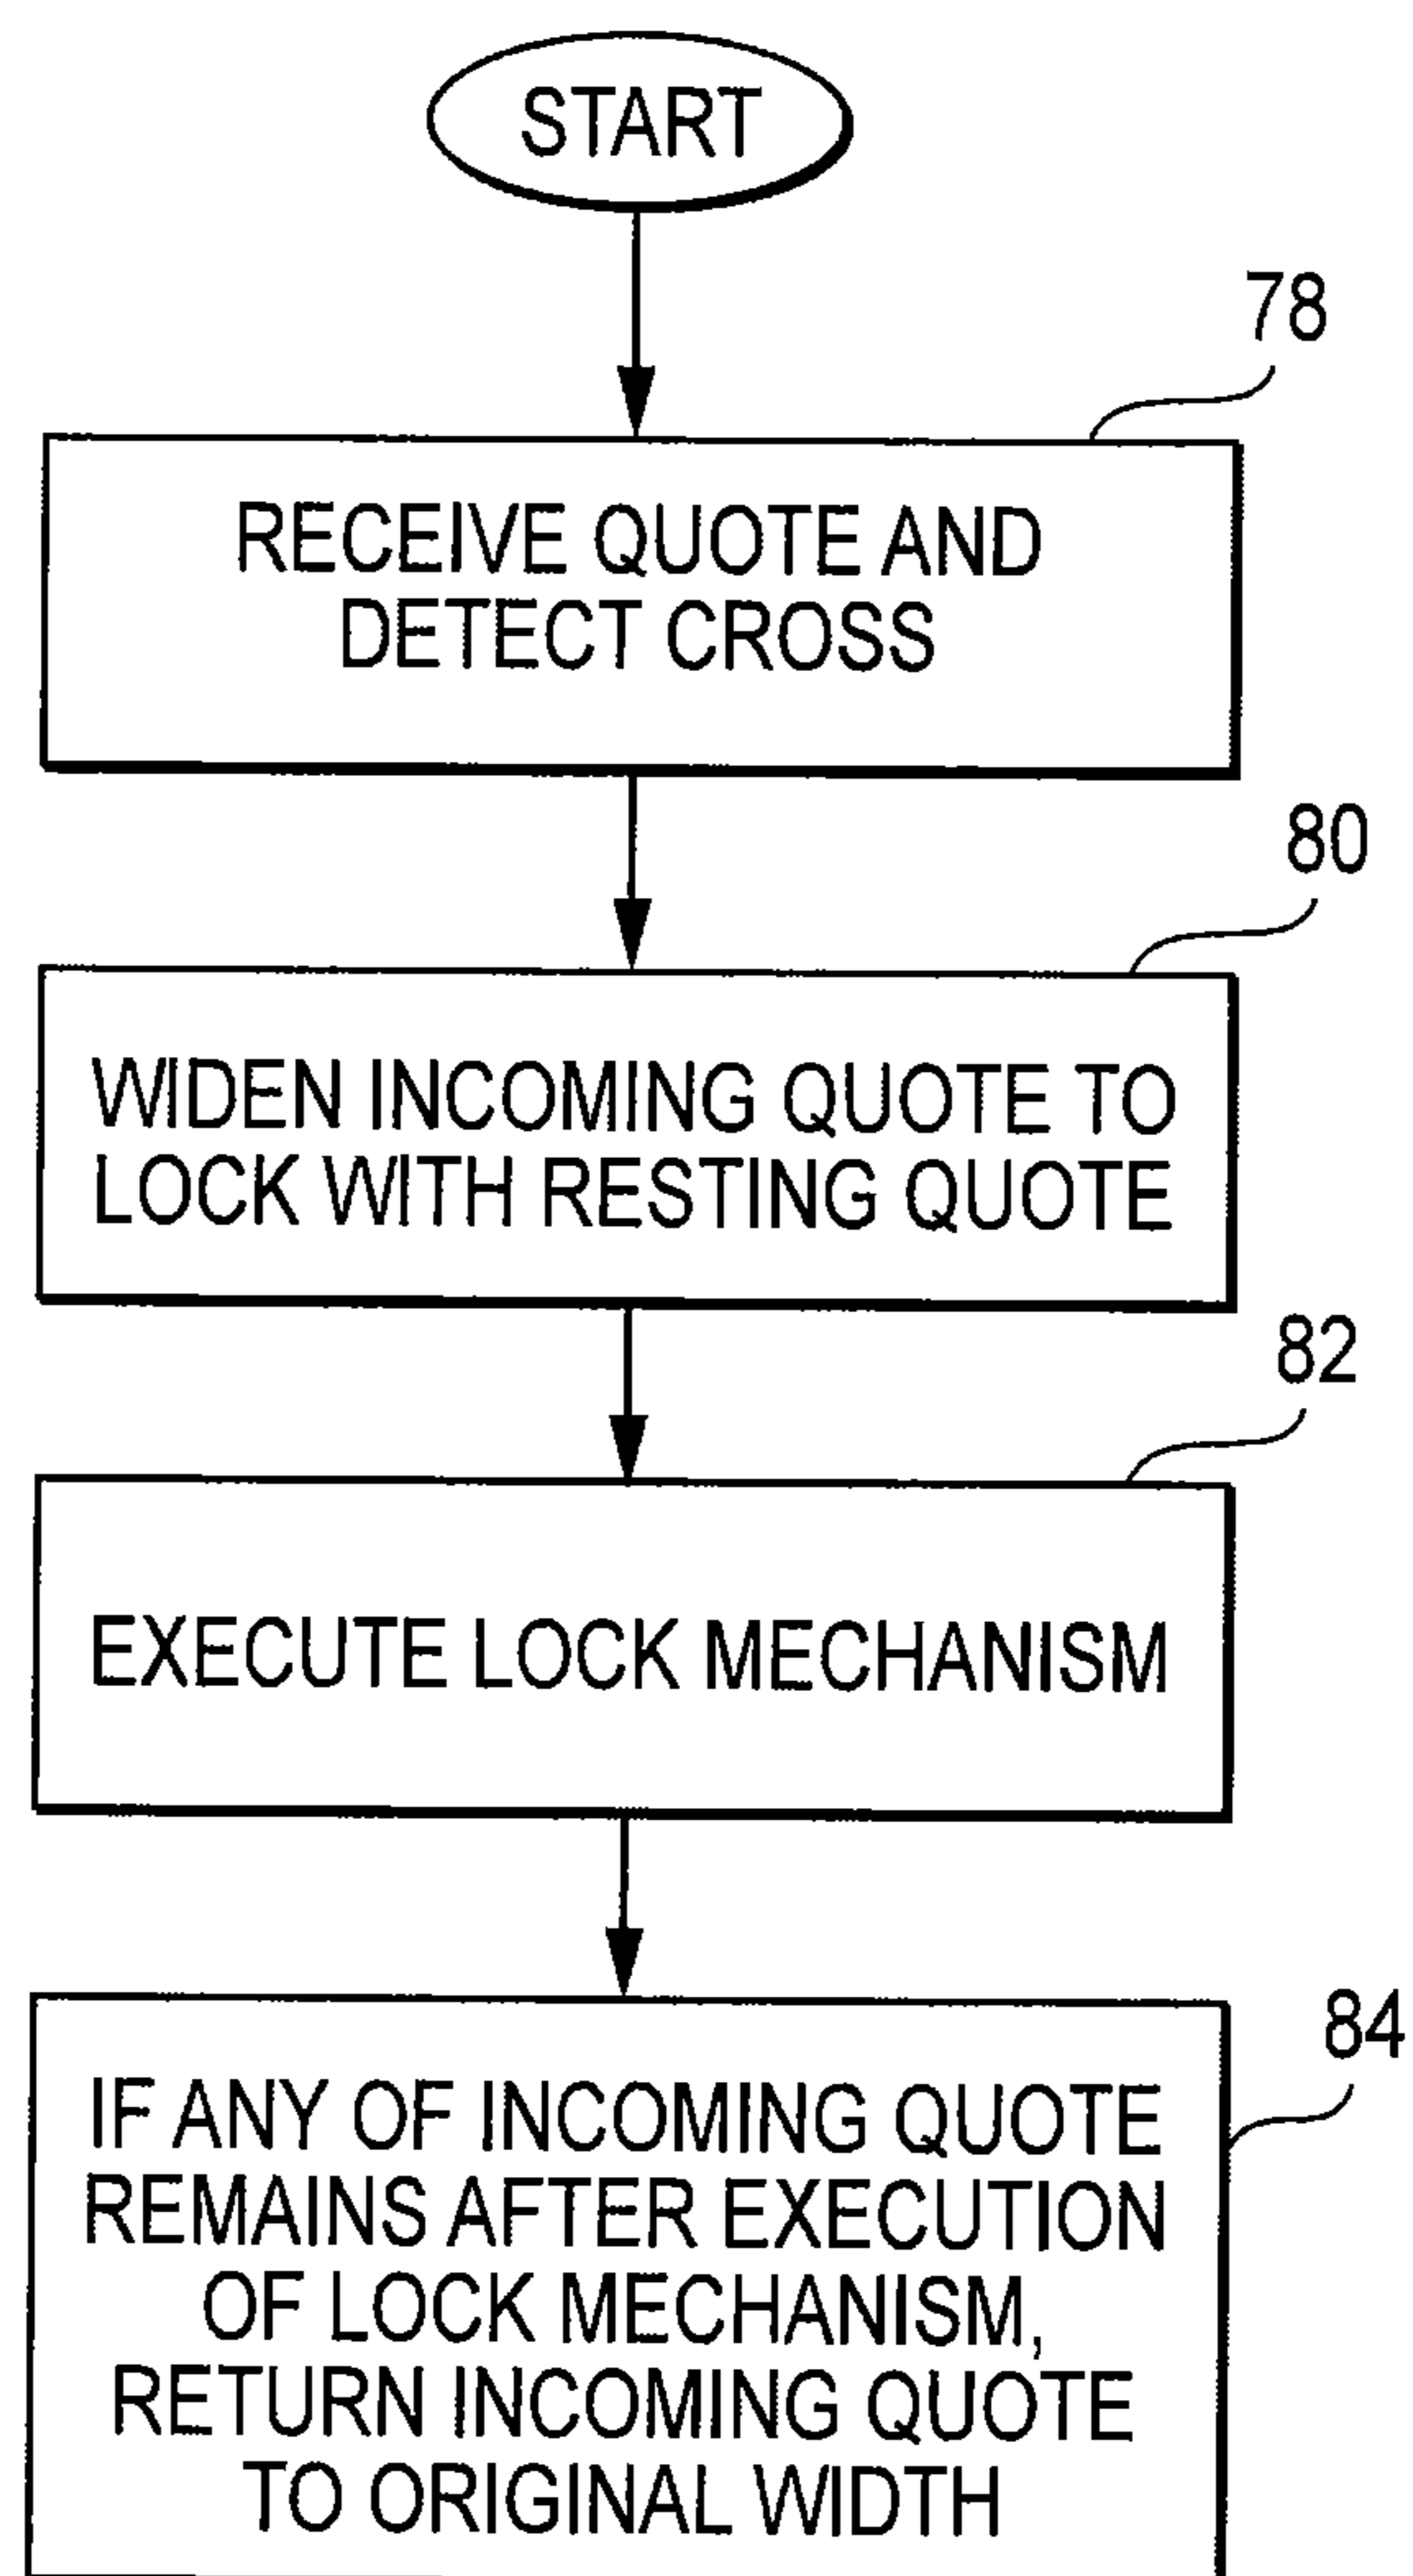 START
78
RECEIVE QUOTE AND
DETECT CROSS
80
WIDEN INCOMING QUOTE TO
LOCK WITH RESTING QUOTE
82
EXECUTE LOCK MECHANISM
84
IF ANY OF INCOMING QUOTE
REMAINS AFTER EXECUTION
OF LOCK MECHANISM,
RETURN INCOMING QUOTE
TO ORIGINAL WIDTH